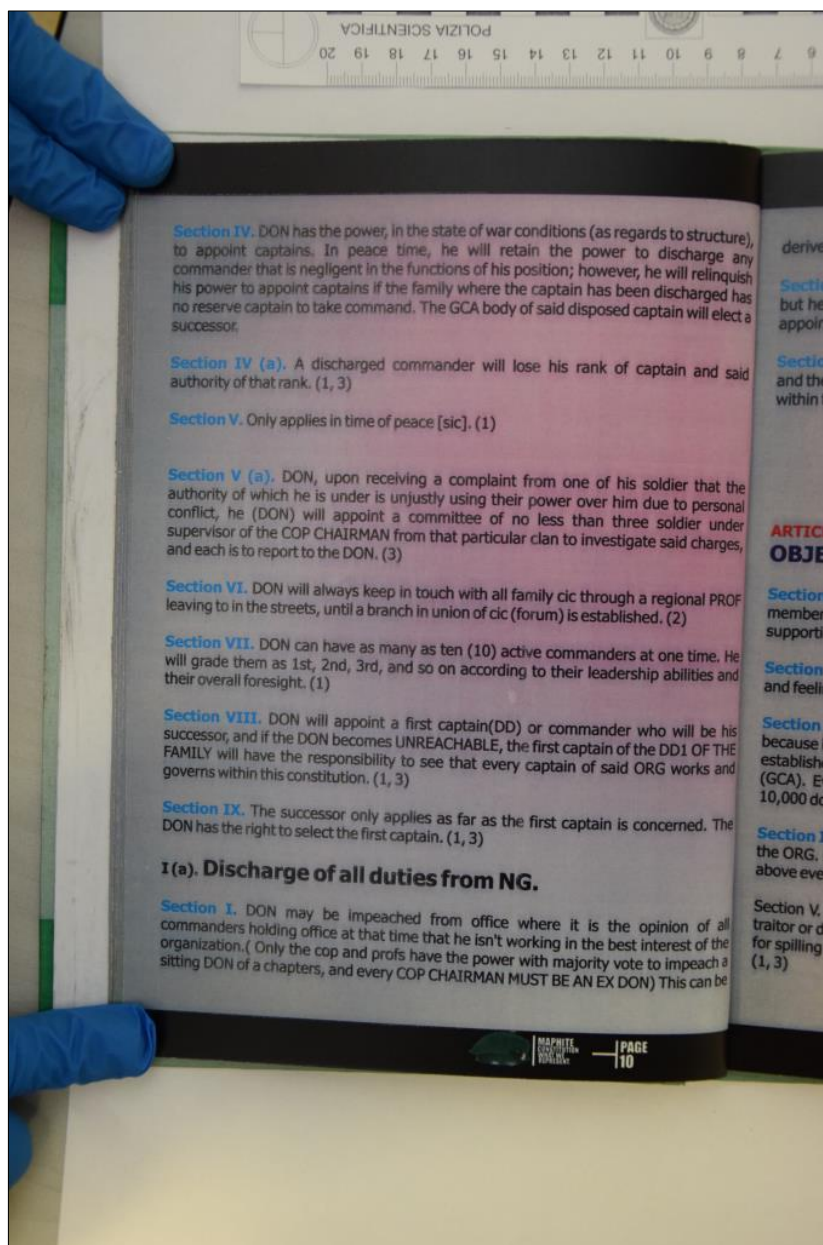 POLIZIA SCIENTIFICA
20 19 18 17 16 15 14 13 12 11 10 9 8 7 6
Section IV. DON has the power, in the state of war conditions (as regards to structure),
to appoint captains. In peace time, he will retain the power to discharge any
commander that is negligent in the functions of his position; however, he will relinquish
his power to appoint captains if the family where the captain has been discharged has
no reserve captain to take command. The GCA body of said disposed captain will elect a
successor.
Section IV (a). A discharged commander will lose his rank of captain and said
authority of that rank. (1, 3)
Section V. Only applies in time of peace [sic]. (1)
Section V (a). DON, upon receiving a complaint from one of his soldier that the
authority of which he is under is unjustly using their power over him due to personal
conflict, he (DON) will appoint a committee of no less than three soldier under
supervisor of the COP CHAIRMAN from that particular clan to investigate said charges,
and each is to report to the DON. (3)
Section VI. DON will always keep in touch with all family cic through a regional PROF
leaving to in the streets, until a branch in union of cic (forum) is established. (2)
Section VII. DON can have as many as ten (10) active commanders at one time. He
will grade them as 1st, 2nd, 3rd, and so on according to their leadership abilities and
their overall foresight. (1)
Section VIII. DON will appoint a first captain(DD) or commander who will be his
successor, and if the DON becomes UNREACHABLE, the first captain of the DD1 OF THE
FAMILY will have the responsibility to see that every captain of said ORG works and
governs within this constitution. (1, 3)
Section IX. The successor only applies as far as the first captain is concerned. The
DON has the right to select the first captain. (1, 3)
I(a). Discharge of all duties from NG.
Section I. DON may be impeached from office where it is the opinion of all
commanders holding office at that time that he isn't working in the best interest of the
organization.( Only the cop and profs have the power with majority vote to impeach a
sitting DON of a chapters, and every COP CHAIRMAN MUST BE AN EX DON) This can be
MAPHITE
CONSTITUTION
WHAT WE
REPRESENT
PAGE
10
derive
Sectio
but he
appoin
Sectio
and the
within
ARTIC
OBJE
Section
member
supporti
Section
and feelin
Section
because
establishe
(GCA). E
10,000 do
Section I
the ORG.
above eve
Section V.
traitor or d
for spilling
(1, 3)